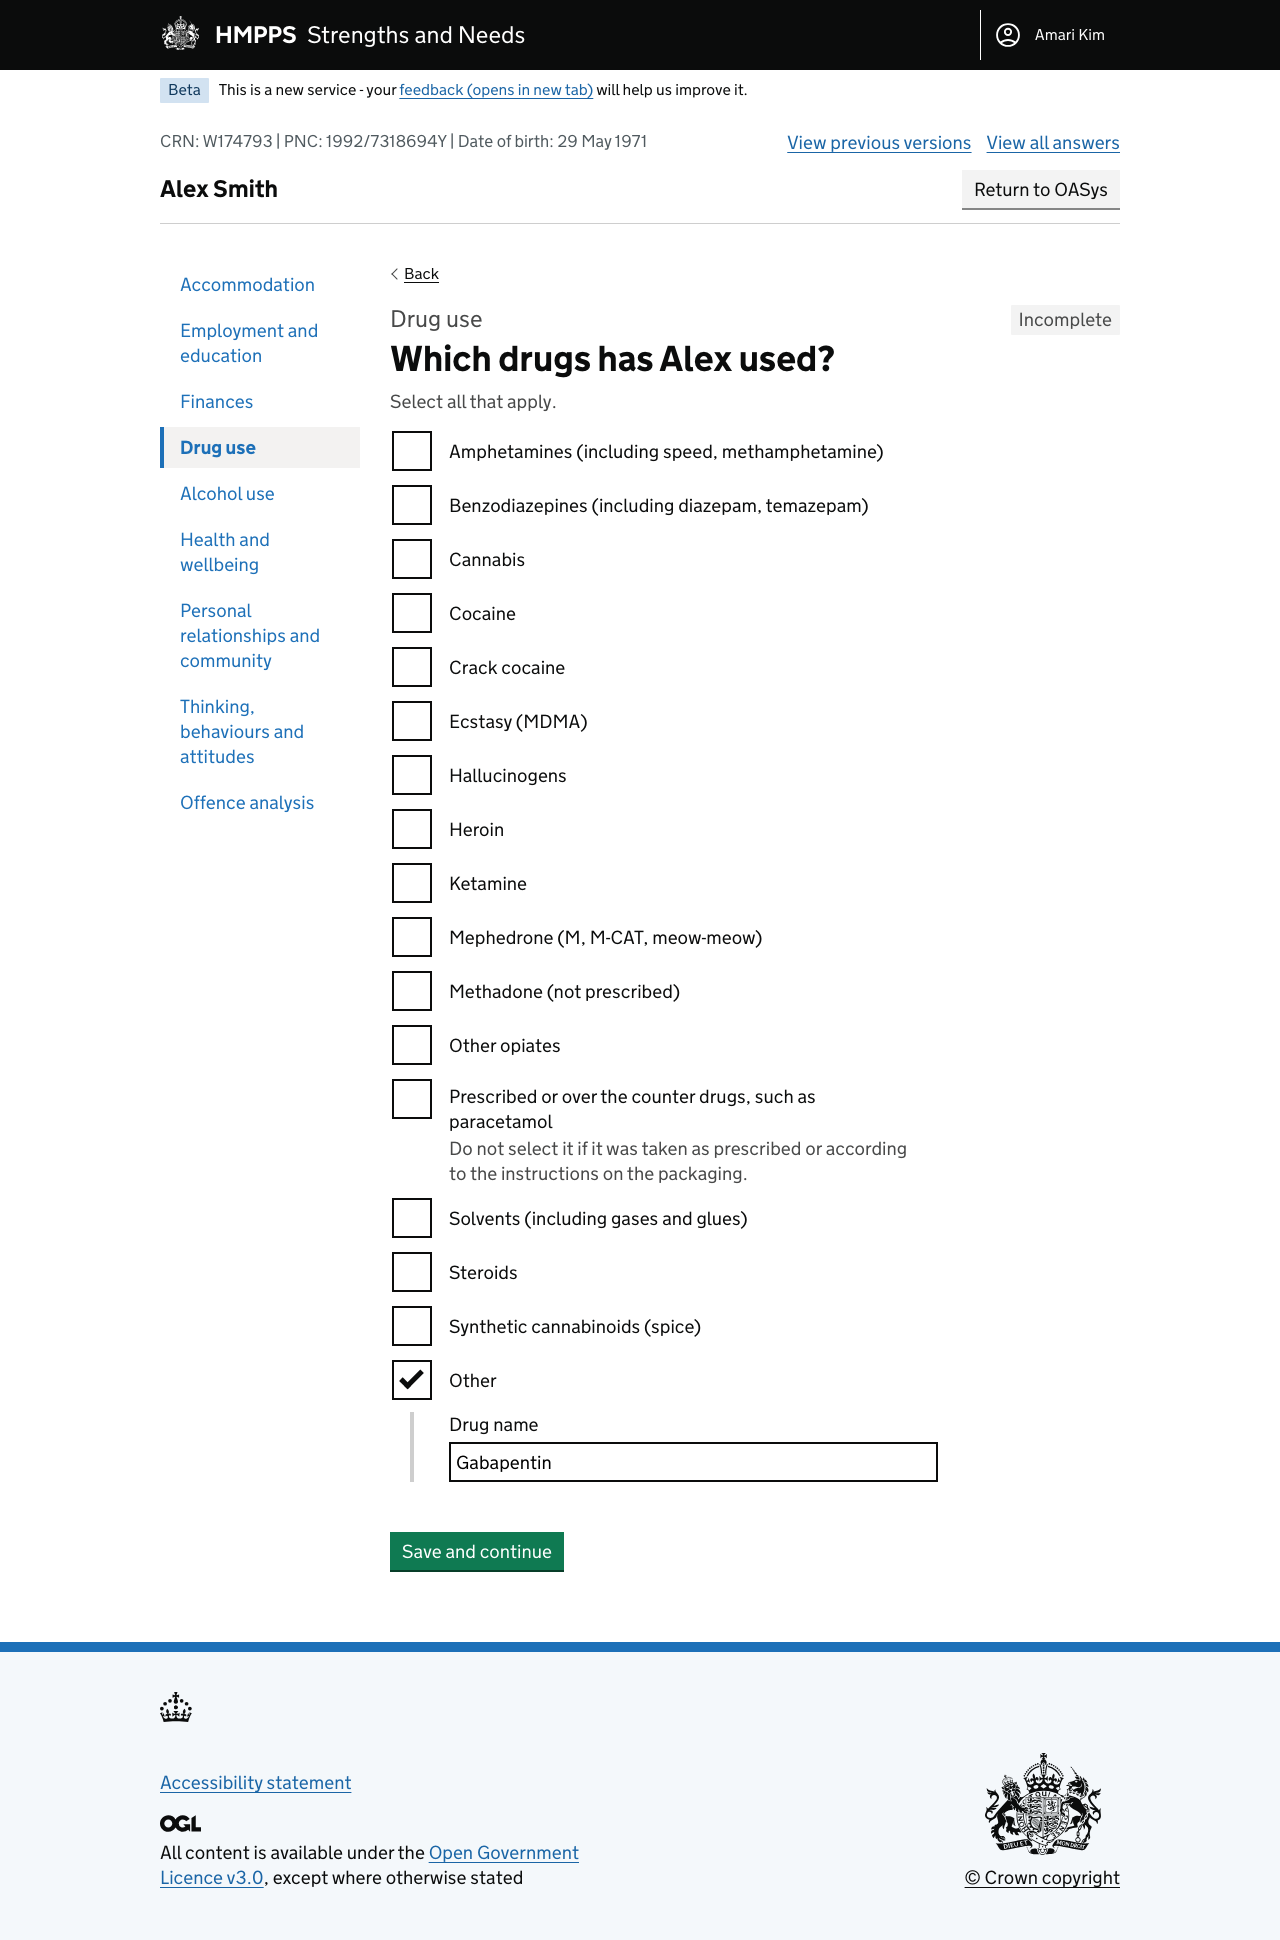 HMPPS Strengths and Needs
Amari Kim
Beta This is a new service - your feedback (opens in new tab) will help us improve it.
CRN: W174793 | PNC: 1992/7318694Y | Date of birth: 29 May 1971
View previous versions View all answers
Alex Smith
Return to OASys
Accommodation
Employment and
education
Finances
Drug use
Alcohol use
Health and
wellbeing
Personal
relationships and
community
Thinking,
behaviours and
attitudes
Offence analysis
Back
Drug use
Incomplete
Which drugs has Alex used?
Select all that apply.
Amphetamines (including speed, methamphetamine)
Benzodiazepines (including diazepam, temazepam)
Cannabis
Cocaine
Crack cocaine
Ecstasy (MDMA)
Hallucinogens
Heroin
Ketamine
Mephedrone (M, M-CAT, meow-meow)
Methadone (not prescribed)
Other opiates
Prescribed or over the counter drugs, such as
paracetamol
Do not select it if it was taken as prescribed or according
to the instructions on the packaging.
Solvents (including gases and glues)
Steroids
Synthetic cannabinoids (spice)
Other
Drug name
Gabapentin
Save and continue
Accessibility statement
OGL
All content is available under the Open Government
Licence v3.0, except where otherwise stated
© Crown copyright